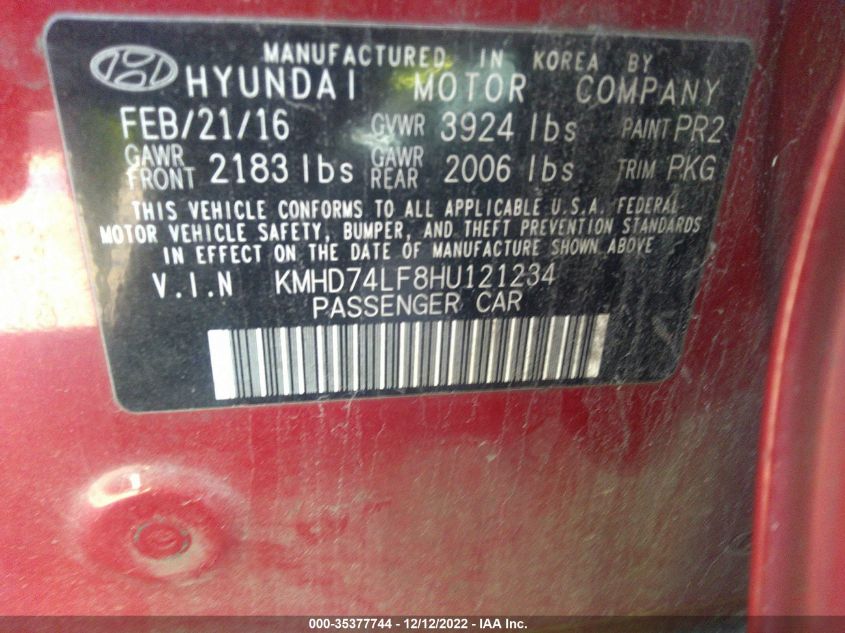 MANUFACTURED IN KOREA BY
HYUNDAI MOTOR COMPANY
FEB/21/16 GVWR 3924 lbs PAINT PR2
GAWR FRONT 2183 lbs GAWR REAR 2006 lbs TRIM PKG
THIS VEHICLE CONFORMS TO ALL APPLICABLE U.S.A. FEDERAL
MOTOR VEHICLE SAFETY, BUMPER, AND THEFT PREVENTION STANDARDS
IN EFFECT ON THE DATE OF MANUFACTURE SHOWN ABOVE
V.I.N KMHD74LF8HU121234
PASSENGER CAR
000-35377744 - 12/12/2022 - IAA Inc.